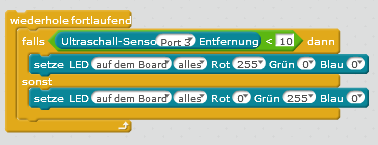 wiederhole fortlaufend
falls Ultraschall-Senso Port 3 Entfernung < 10 dann
setze LED auf dem Board alles Rot 255 Grün 0 Blau 0
sonst
setze LED auf dem Board alles Rot 0 Grün 255 Blau 0